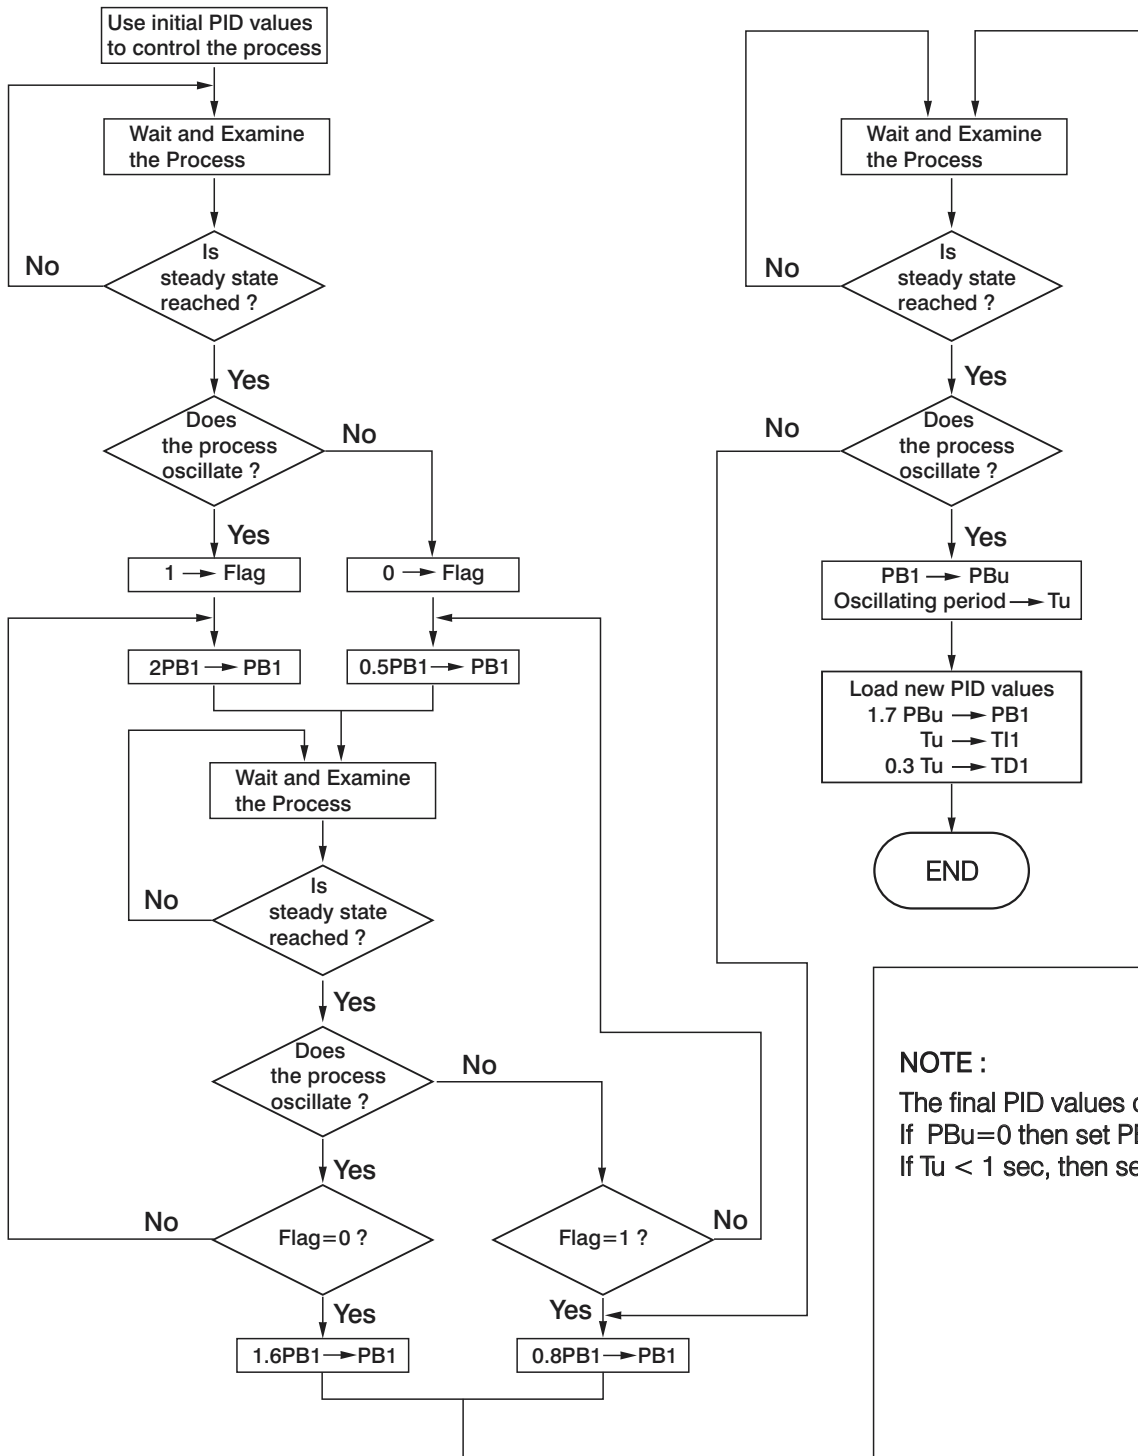 Use initial PID values
to control the process
Wait and Examine
the Process
Is
steady state
reached ?
No
Yes
Does
the process
oscillate ?
No
Yes
1 → Flag
0 → Flag
2PB1 → PB1
0.5PB1 → PB1
Wait and Examine
the Process
Is
steady state
reached ?
No
Yes
Does
the process
oscillate ?
No
Yes
Flag=0 ?
No
Flag=1 ?
No
Yes
Yes
1.6PB1 → PB1
0.8PB1 → PB1
Wait and Examine
the Process
Is
steady state
reached ?
No
Yes
Does
the process
oscillate ?
No
Yes
PB1 → PBu
Oscillating period → Tu
Load new PID values
1.7 PBu → PB1
Tu → TI1
0.3 Tu → TD1
END
NOTE :
The final PID values
If PBu=0 then set
If Tu < 1 sec, then